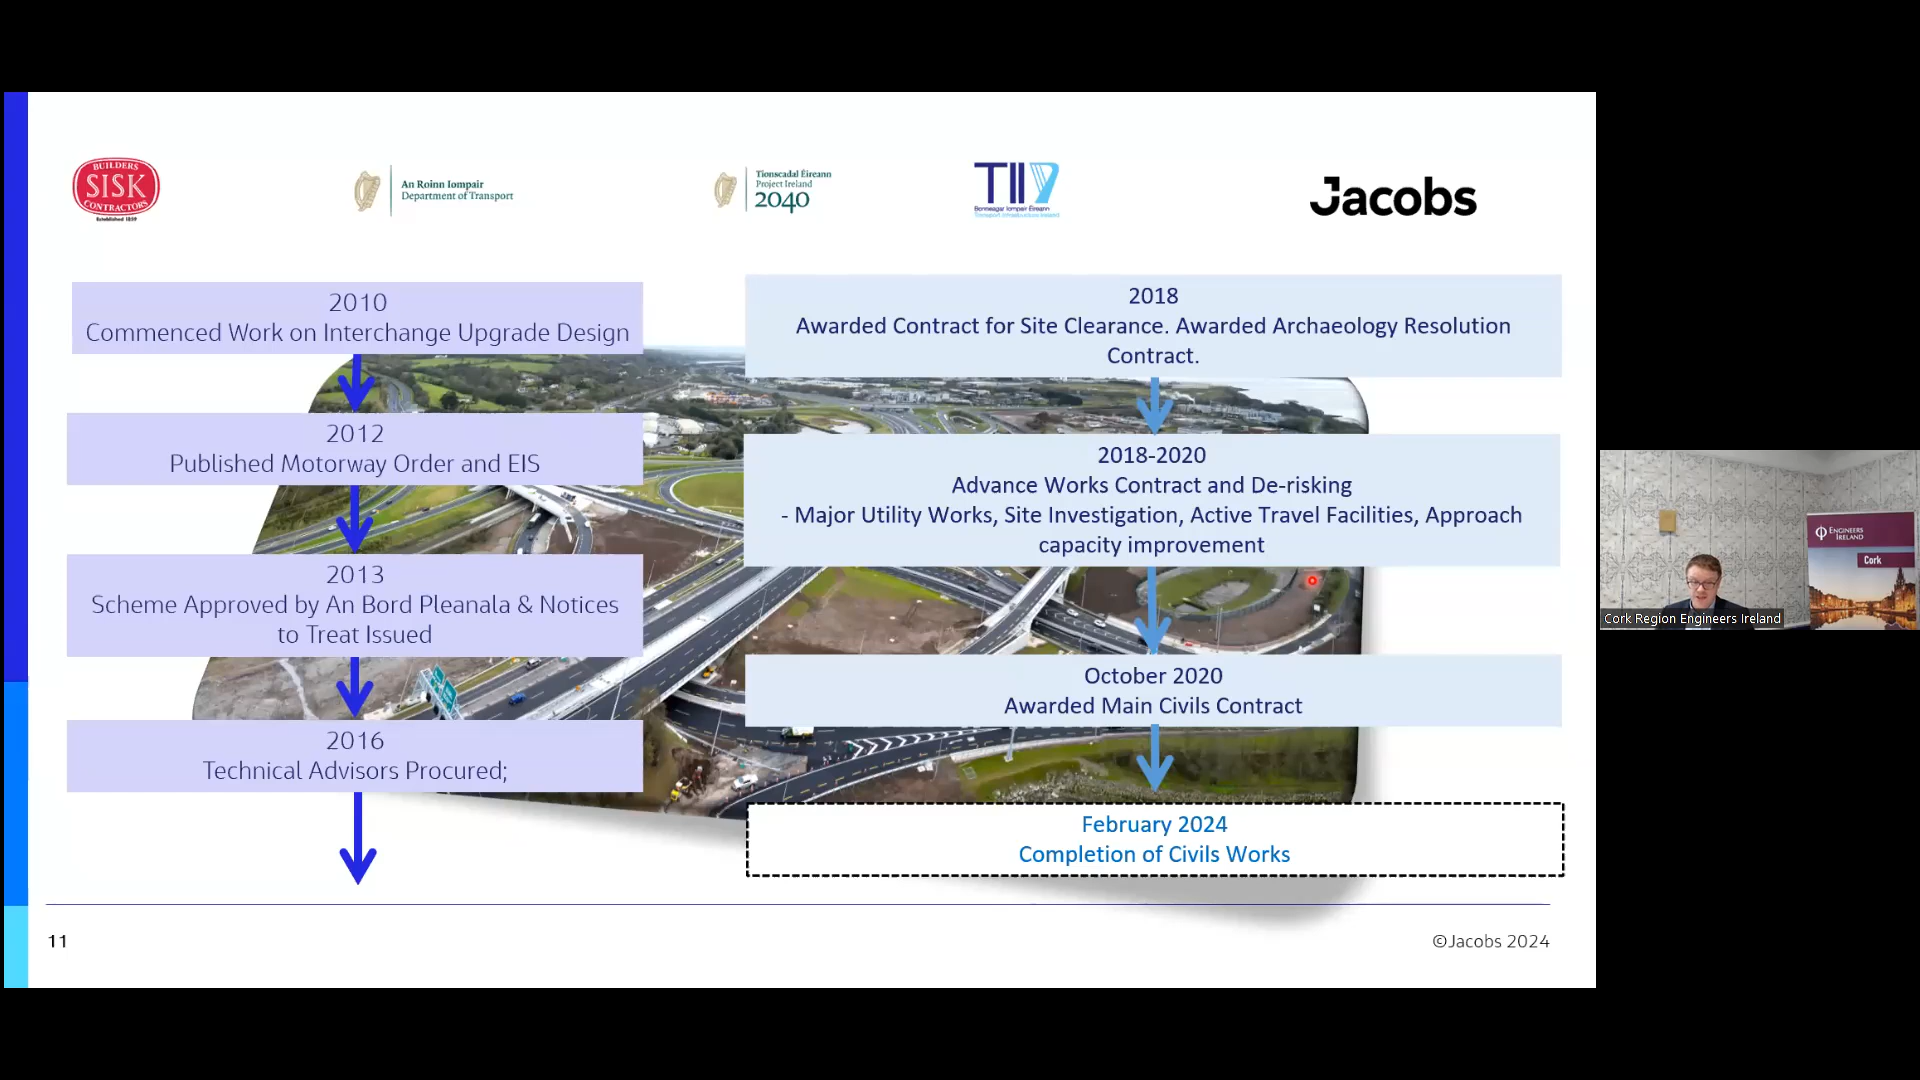 BUILDERS
SISK
CONTRACTORS
Established 1859
An Roinn Iompair
Department of Transport
Tionscadal Éireann
Project Ireland
2040
TII
Bonneagar Iompair Éireann
Transport Infrastructure Ireland
Jacobs
2010
Commenced Work on Interchange Upgrade Design
2012
Published Motorway Order and EIS
2013
Scheme Approved by An Bord Pleanala & Notices
to Treat Issued
2016
Technical Advisors Procured;
2018
Awarded Contract for Site Clearance. Awarded Archaeology Resolution
Contract.
2018-2020
Advance Works Contract and De-risking
- Major Utility Works, Site Investigation, Active Travel Facilities, Approach
capacity improvement
October 2020
Awarded Main Civils Contract
February 2024
Completion of Civils Works
11
©Jacobs 2024
ENGINEERS
IRELAND
Cork
Cork Region Engineers Ireland